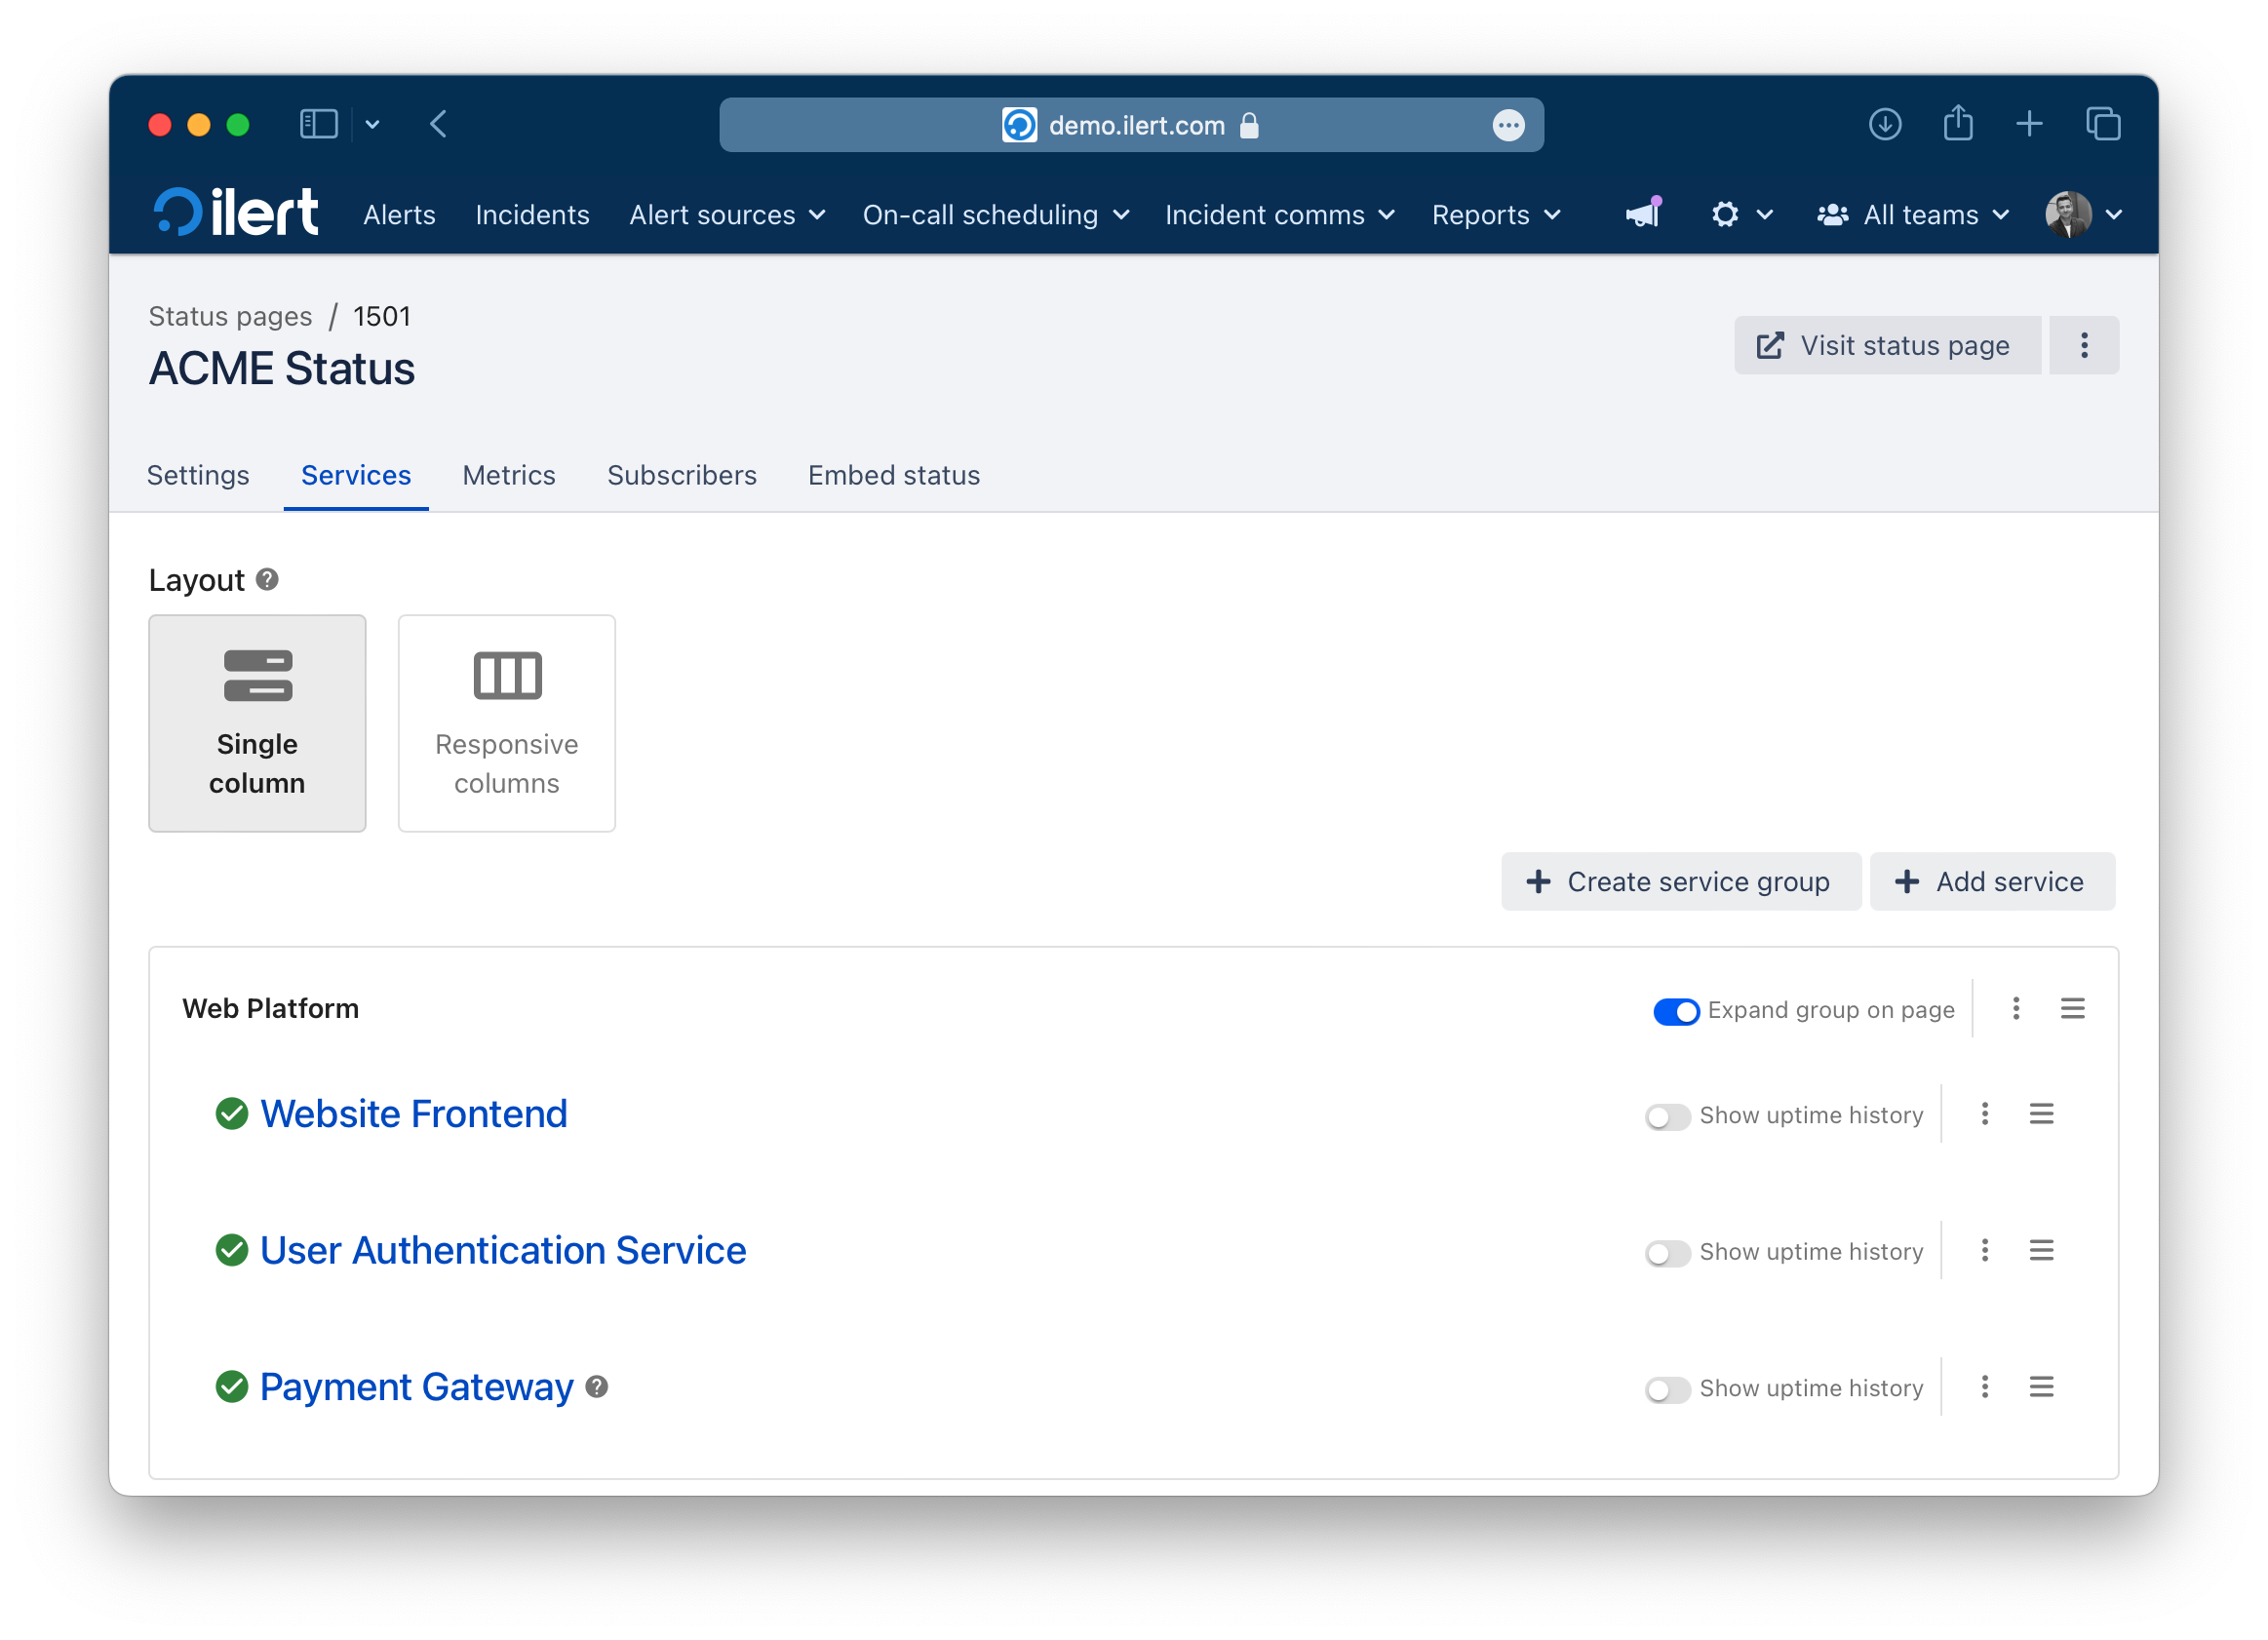 demo.ilert.com
ilert
Alerts
Incidents
Alert sources
On-call scheduling
Incident comms
Reports
All teams
Status pages / 1501
ACME Status
Visit status page
Settings
Services
Metrics
Subscribers
Embed status
Layout
Single
column
Responsive
columns
Create service group
Add service
Web Platform
Expand group on page
Website Frontend
Show uptime history
User Authentication Service
Show uptime history
Payment Gateway
Show uptime history